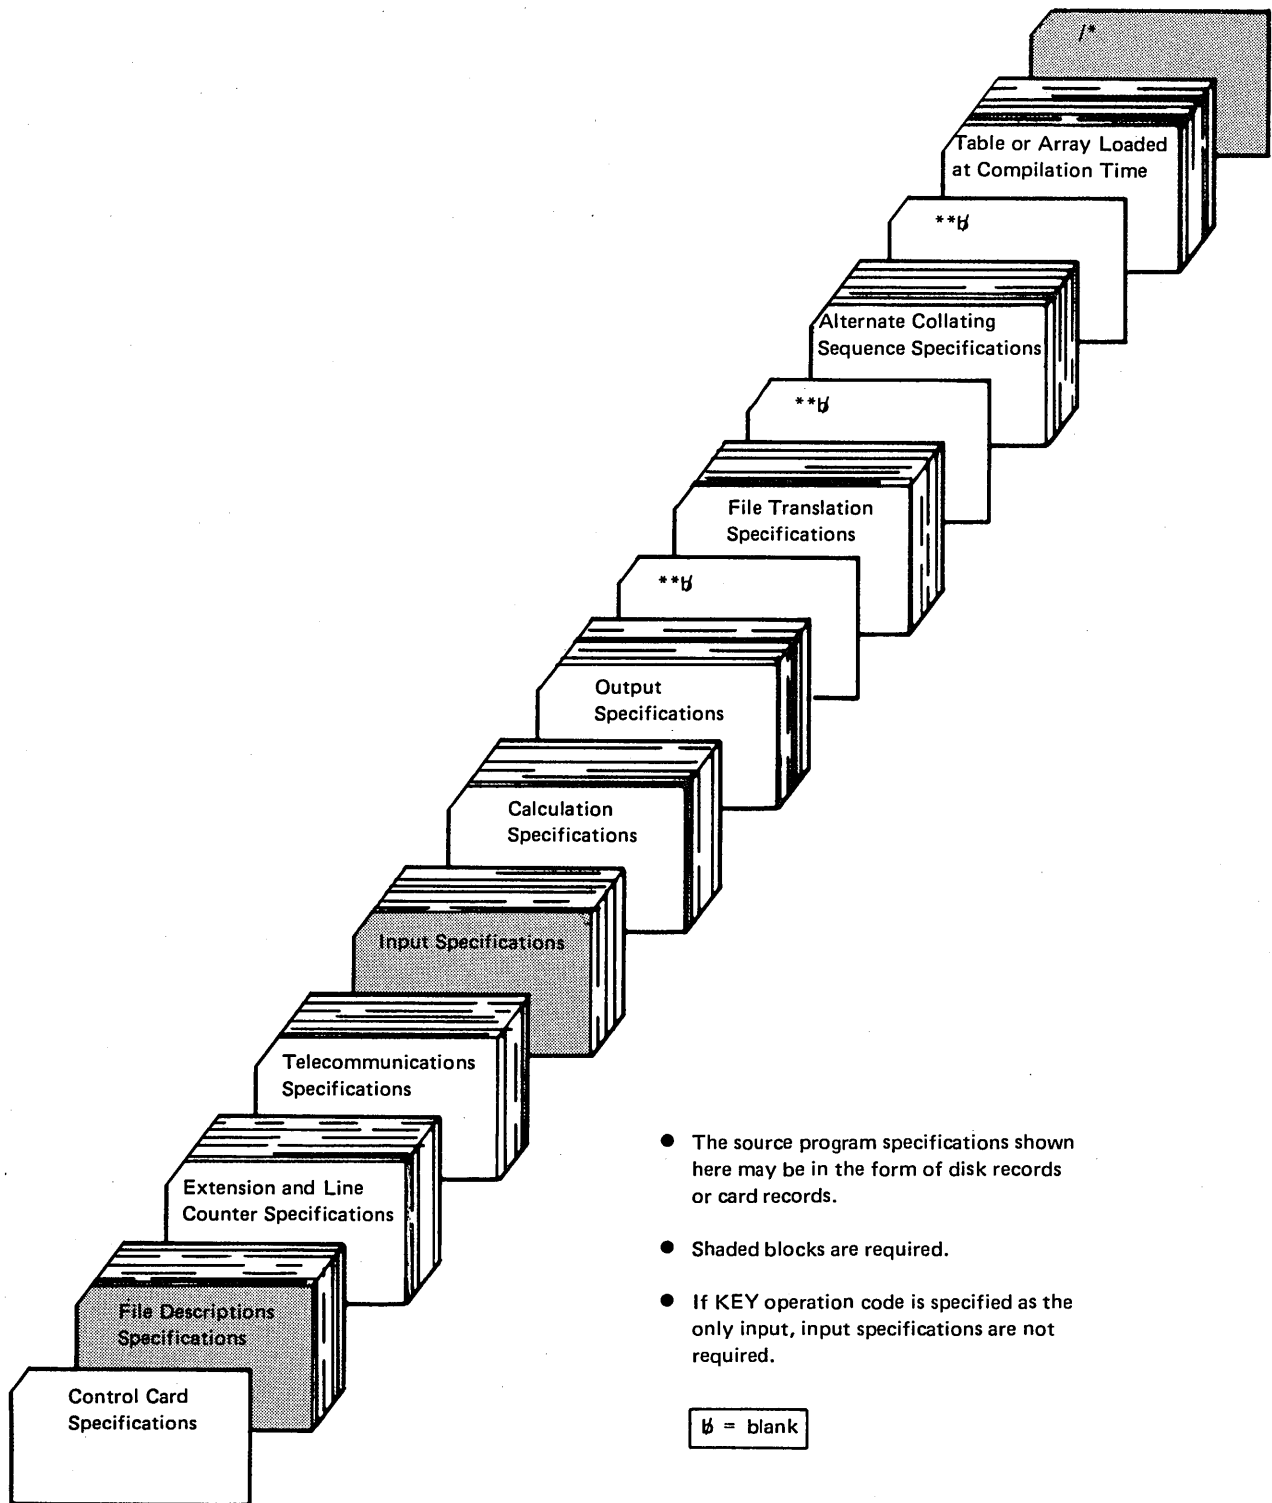 /*
Table or Array Loaded
at Compilation Time
**ƀ
Alternate Collating
Sequence Specifications
**ƀ
File Translation
Specifications
**ƀ
Output
Specifications
Calculation
Specifications
Input Specifications
Telecommunications
Specifications
Extension and Line
Counter Specifications
File Descriptions
Specifications
Control Card
Specifications
● The source program specifications shown
here may be in the form of disk records
or card records.
● Shaded blocks are required.
● If KEY operation code is specified as the
only input, input specifications are not
required.
ƀ = blank